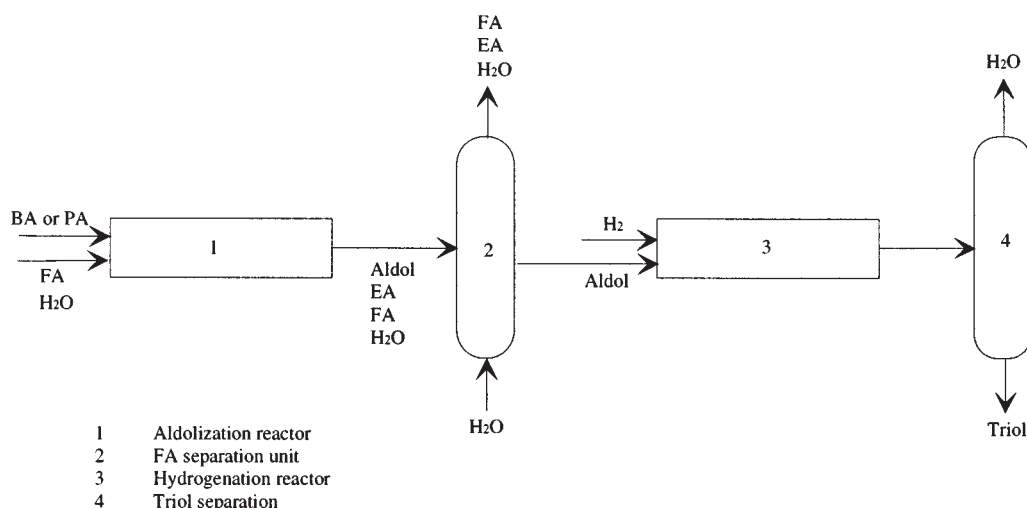 FA
EA
H₂O
H₂O
BA or PA
FA
H₂O
1
Aldol
EA
FA
H₂O
2
H₂O
H₂
Aldol
3
4
Triol
1 Aldolization reactor
2 FA separation unit
3 Hydrogenation reactor
4 Triol separation